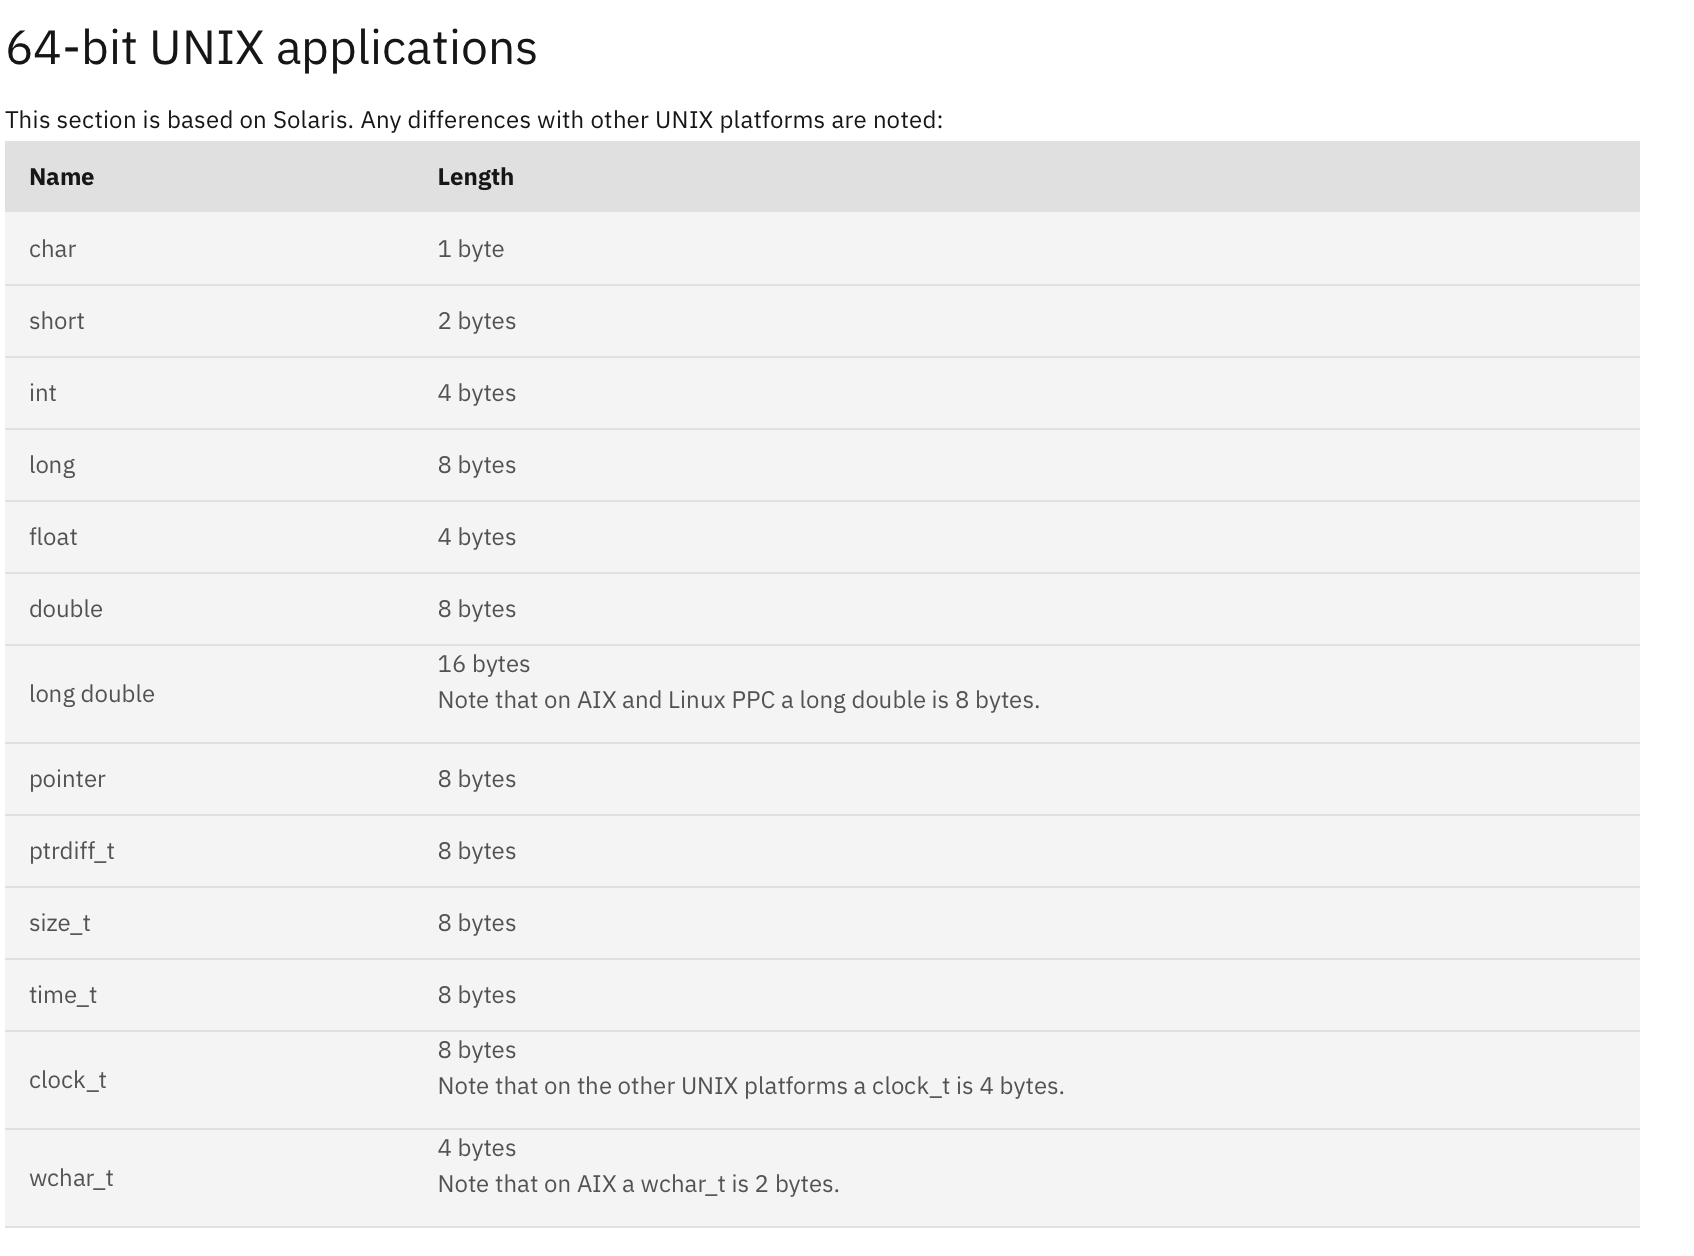 64-bit UNIX applications
This section is based on Solaris. Any differences with other UNIX platforms are noted:
Name Length
char 1 byte
short 2 bytes
int 4 bytes
long 8 bytes
float 4 bytes
double 8 bytes
long double 16 bytes
Note that on AIX and Linux PPC a long double is 8 bytes.
pointer 8 bytes
ptrdiff_t 8 bytes
size_t 8 bytes
time_t 8 bytes
clock_t 8 bytes
Note that on the other UNIX platforms a clock_t is 4 bytes.
wchar_t 4 bytes
Note that on AIX a wchar_t is 2 bytes.